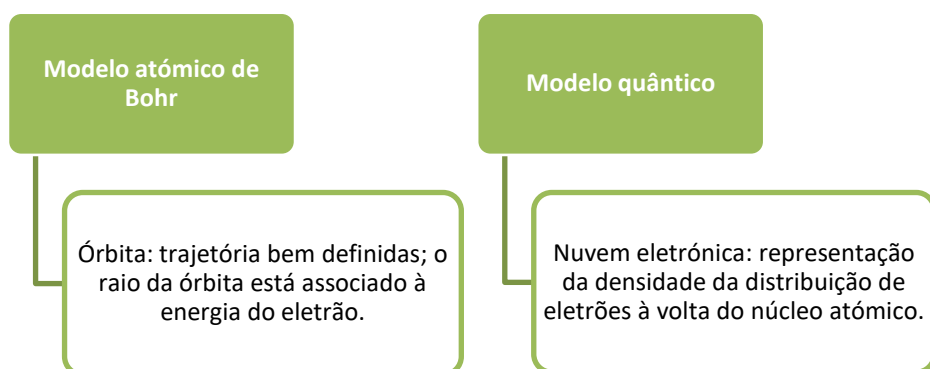 Modelo atómico de
Bohr
Órbita: trajetória bem definidas; o
raio da órbita está associado à
energia do eletrão.
Modelo quântico
Nuvem eletrónica: representação
da densidade da distribuição de
eletrões à volta do núcleo atómico.